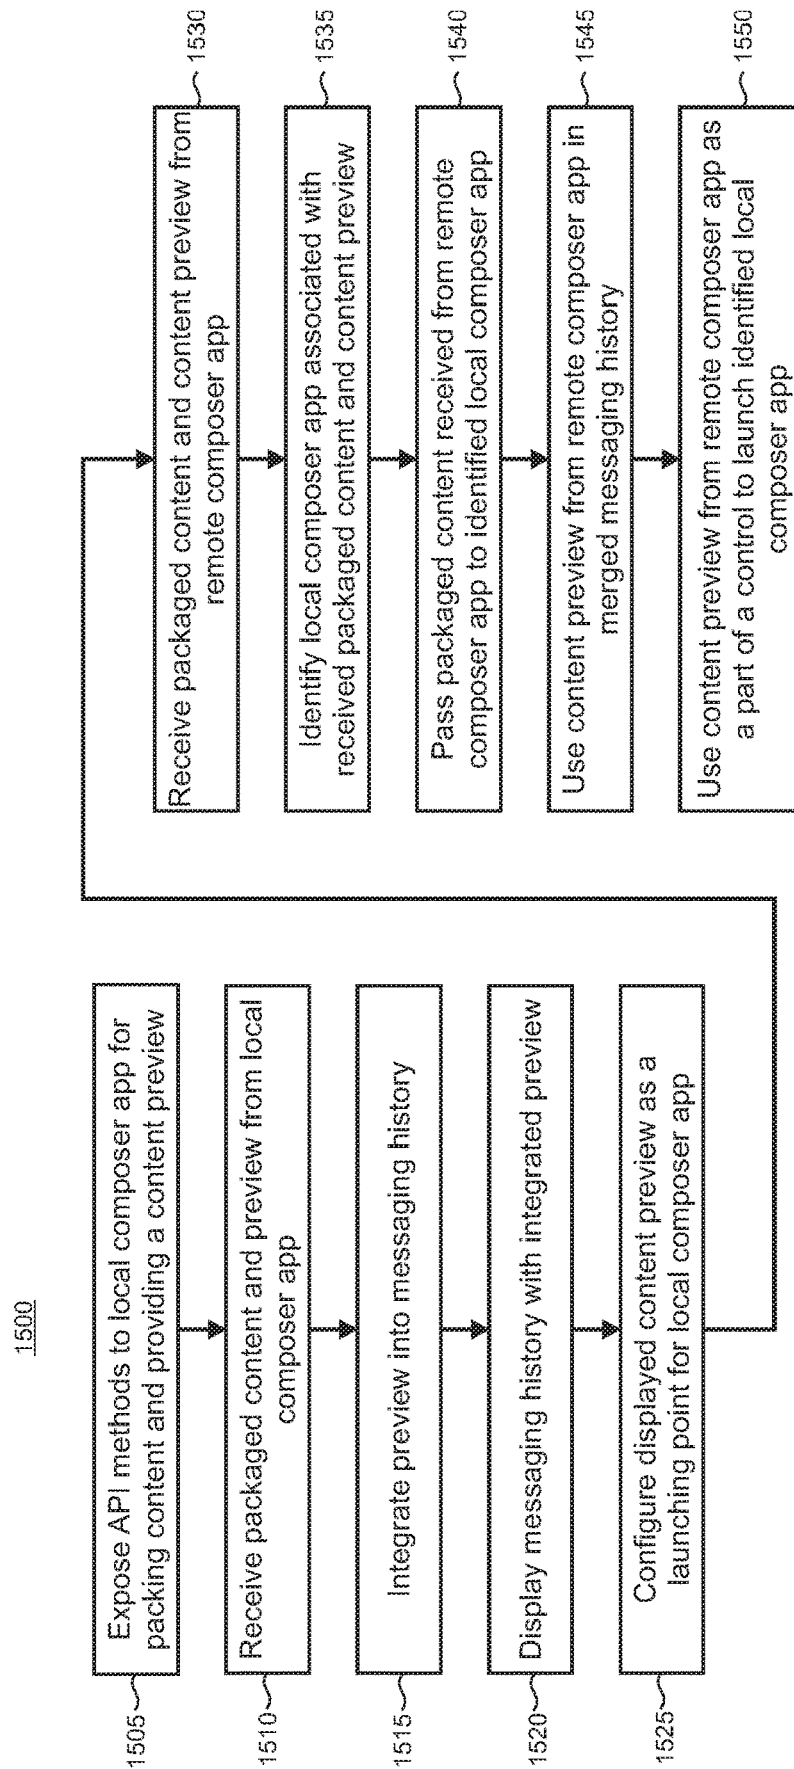 1500
1505
Expose API methods to local composer app for
packing content and providing a content preview
1510
Receive packaged content and preview from local
composer app
1515
Integrate preview into messaging history
1520
Display messaging history with integrated preview
1525
Configure displayed content preview as a
launching point for local composer app
1530
Receive packaged content and content preview from
remote composer app
1535
Identify local composer app associated with
received packaged content and content preview
1540
Pass packaged content received from remote
composer app to identified local composer app
1545
Use content preview from remote composer app in
merged messaging history
1550
Use content preview from remote composer app as
a part of a control to launch identified local
composer app